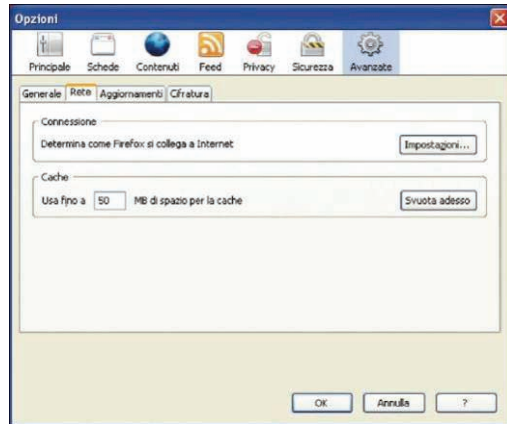 Opzioni
Principale Schede Contenuti Feed Privacy Sicurezza Avanzate
Generale Rete Aggiornamenti Cifratura
Connessione
Determina come Firefox si collega a Internet Impostazioni...
Cache
Usa fino a 50 MB di spazio per la cache Svuota adesso
OK Annulla ?